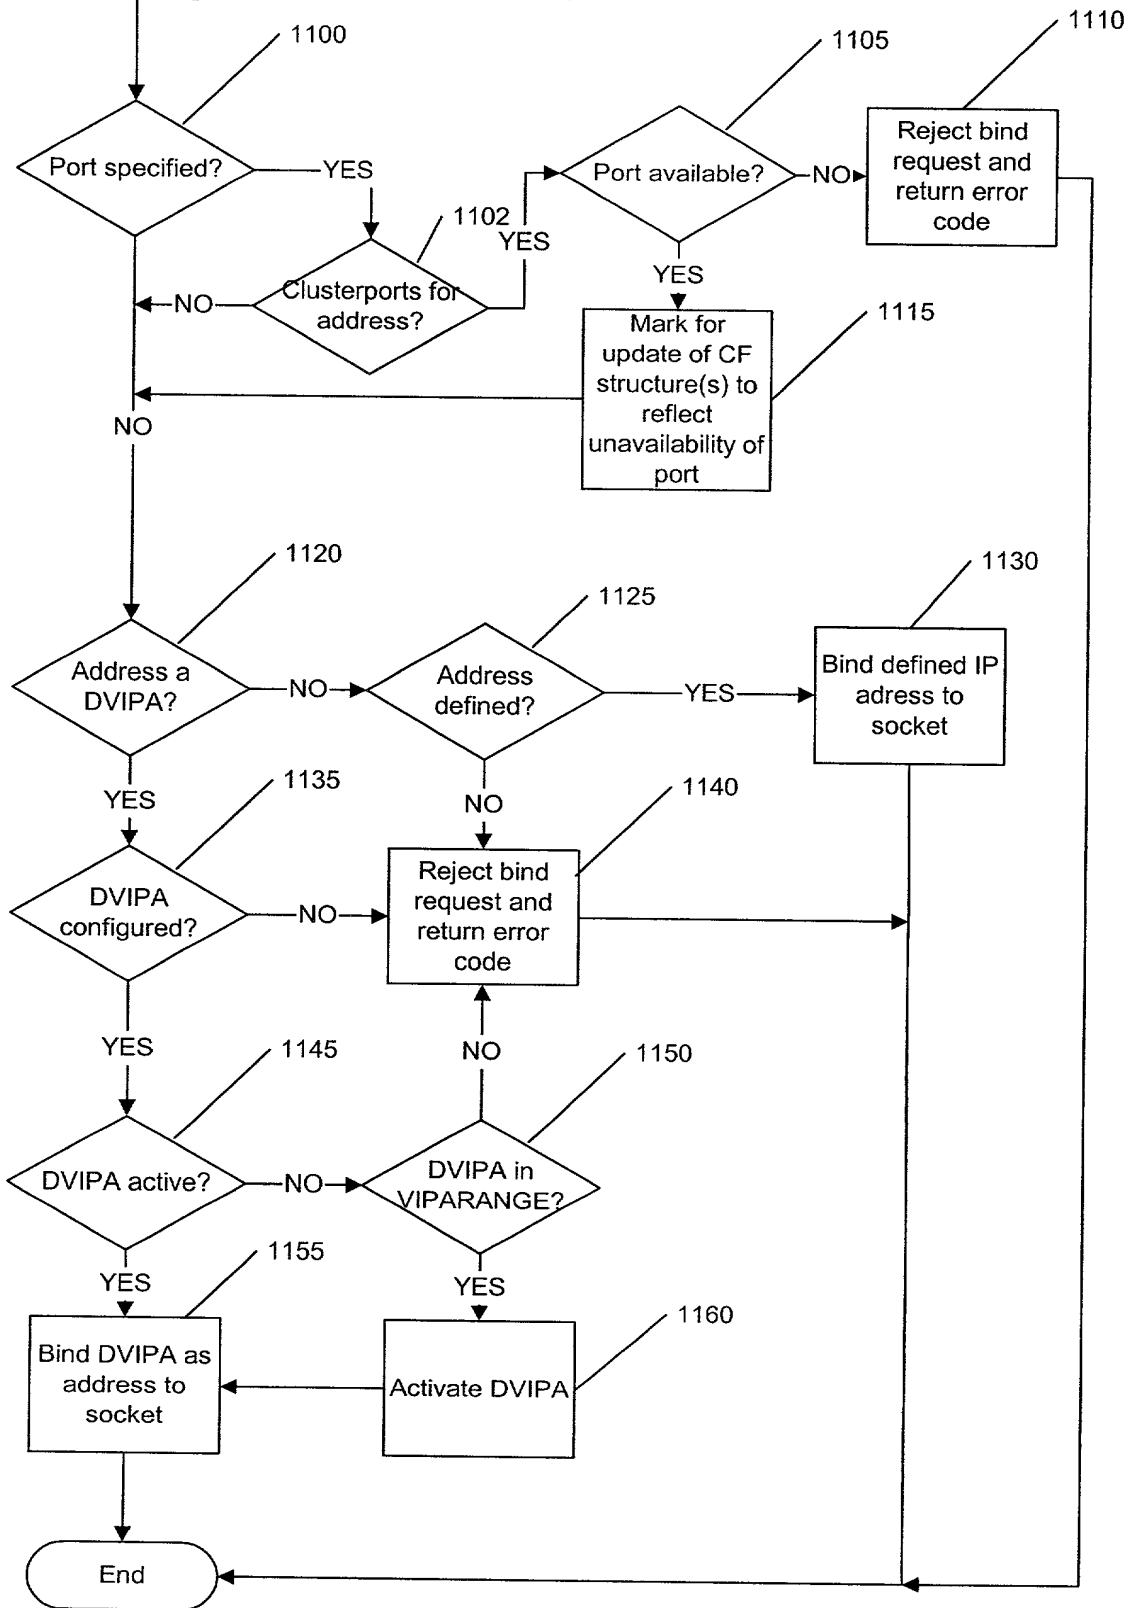 1100
1105
1110
Port specified?
YES
Port available?
NO
Reject bind
request and
return error
code
1102
YES
Clusterports for
address?
NO
YES
1115
Mark for
update of CF
structure(s) to
reflect
unavailability of
port
NO
1120
1125
1130
Address a
DVIPA?
NO
Address
defined?
YES
Bind defined IP
adress to
socket
YES
1135
NO
1140
DVIPA
configured?
NO
Reject bind
request and
return error
code
YES
1145
NO
1150
DVIPA active?
NO
DVIPA in
VIPARANGE?
YES
1155
YES
1160
Bind DVIPA as
address to
socket
Activate DVIPA
End